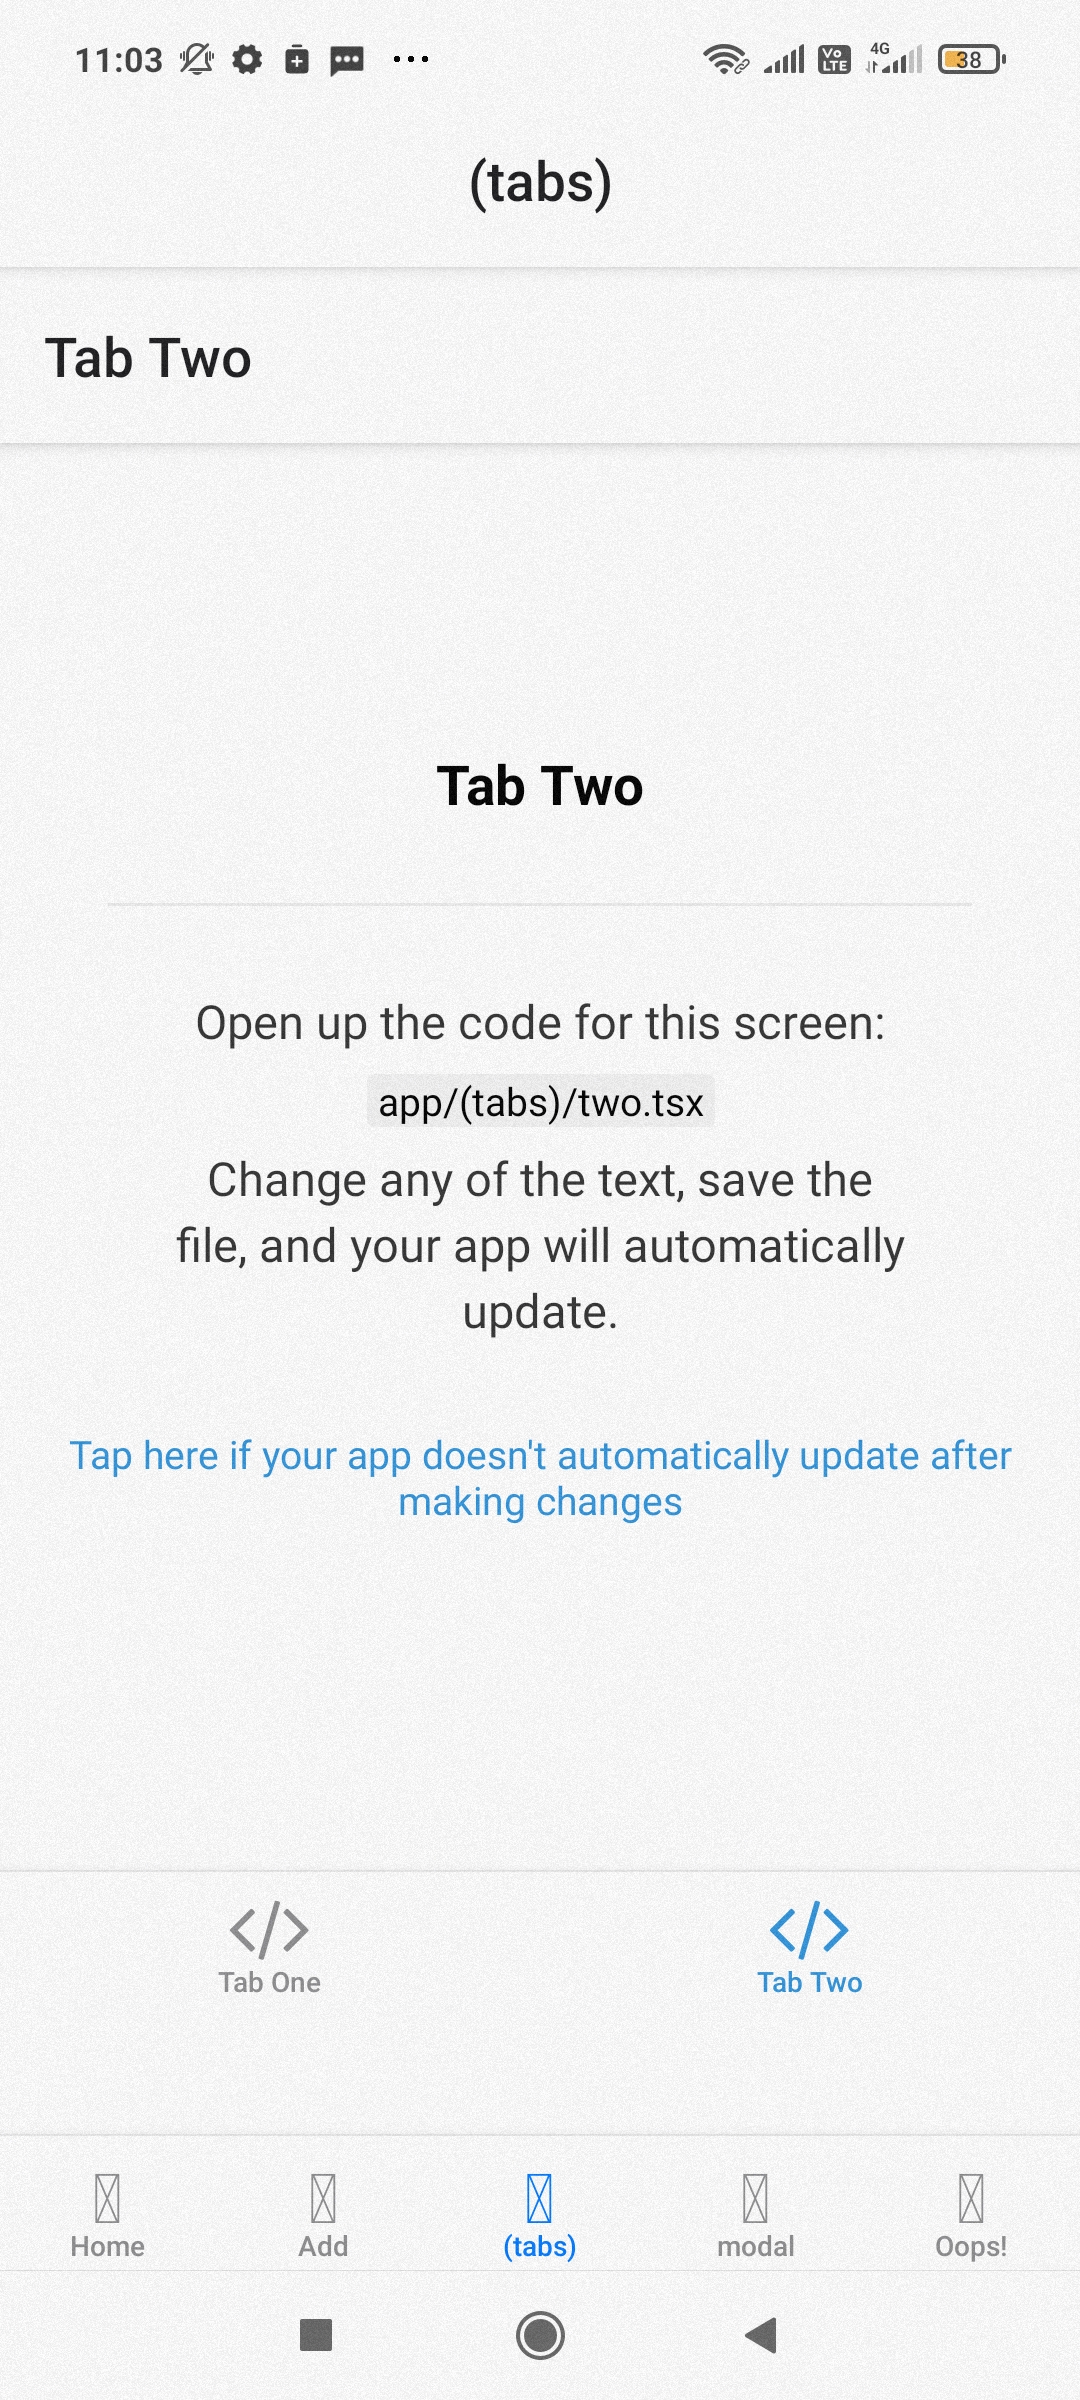 11:03
Vo
LTE
4G
38
(tabs)
Tab Two
Tab Two
Open up the code for this screen:
app/(tabs)/two.tsx
Change any of the text, save the
file, and your app will automatically
update.
Tap here if your app doesn't automatically update after
making changes
Tab One
Tab Two
Home
Add
(tabs)
modal
Oops!